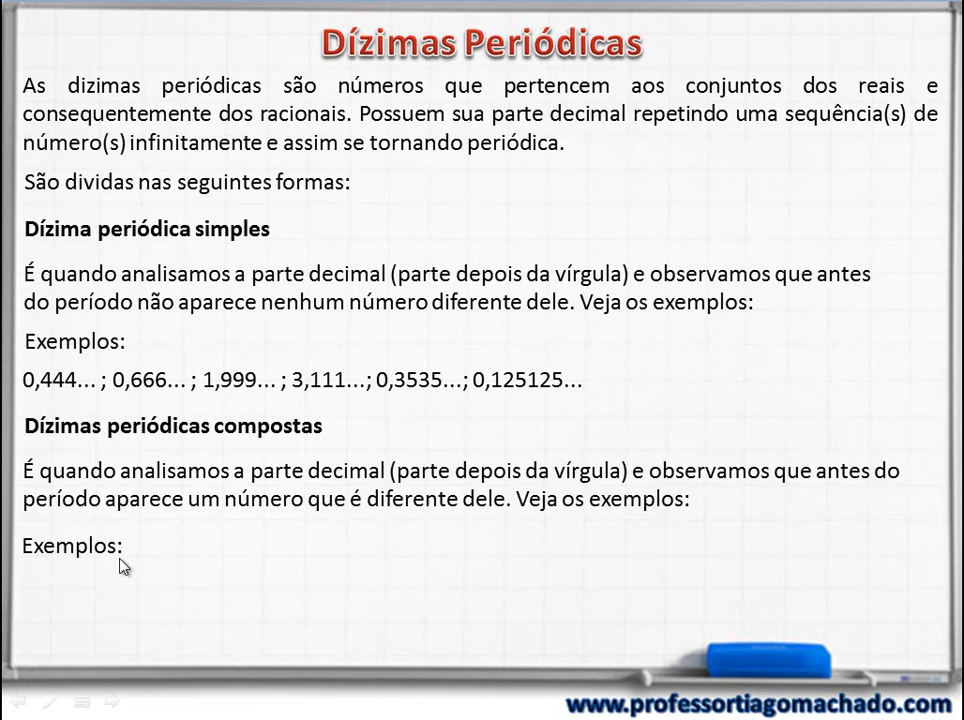 Dízimas Periódicas
As dizimas periódicas são números que pertencem aos conjuntos dos reais e
consequentemente dos racionais. Possuem sua parte decimal repetindo uma sequência(s) de
número(s) infinitamente e assim se tornando periódica.
São dividas nas seguintes formas:
Dízima periódica simples
É quando analisamos a parte decimal (parte depois da vírgula) e observamos que antes
do período não aparece nenhum número diferente dele. Veja os exemplos:
Exemplos:
0,444... ; 0,666... ; 1,999... ; 3,111...; 0,3535...; 0,125125...
Dízimas periódicas compostas
É quando analisamos a parte decimal (parte depois da vírgula) e observamos que antes do
período aparece um número que é diferente dele. Veja os exemplos:
Exemplos:
www.professortiagomachado.com